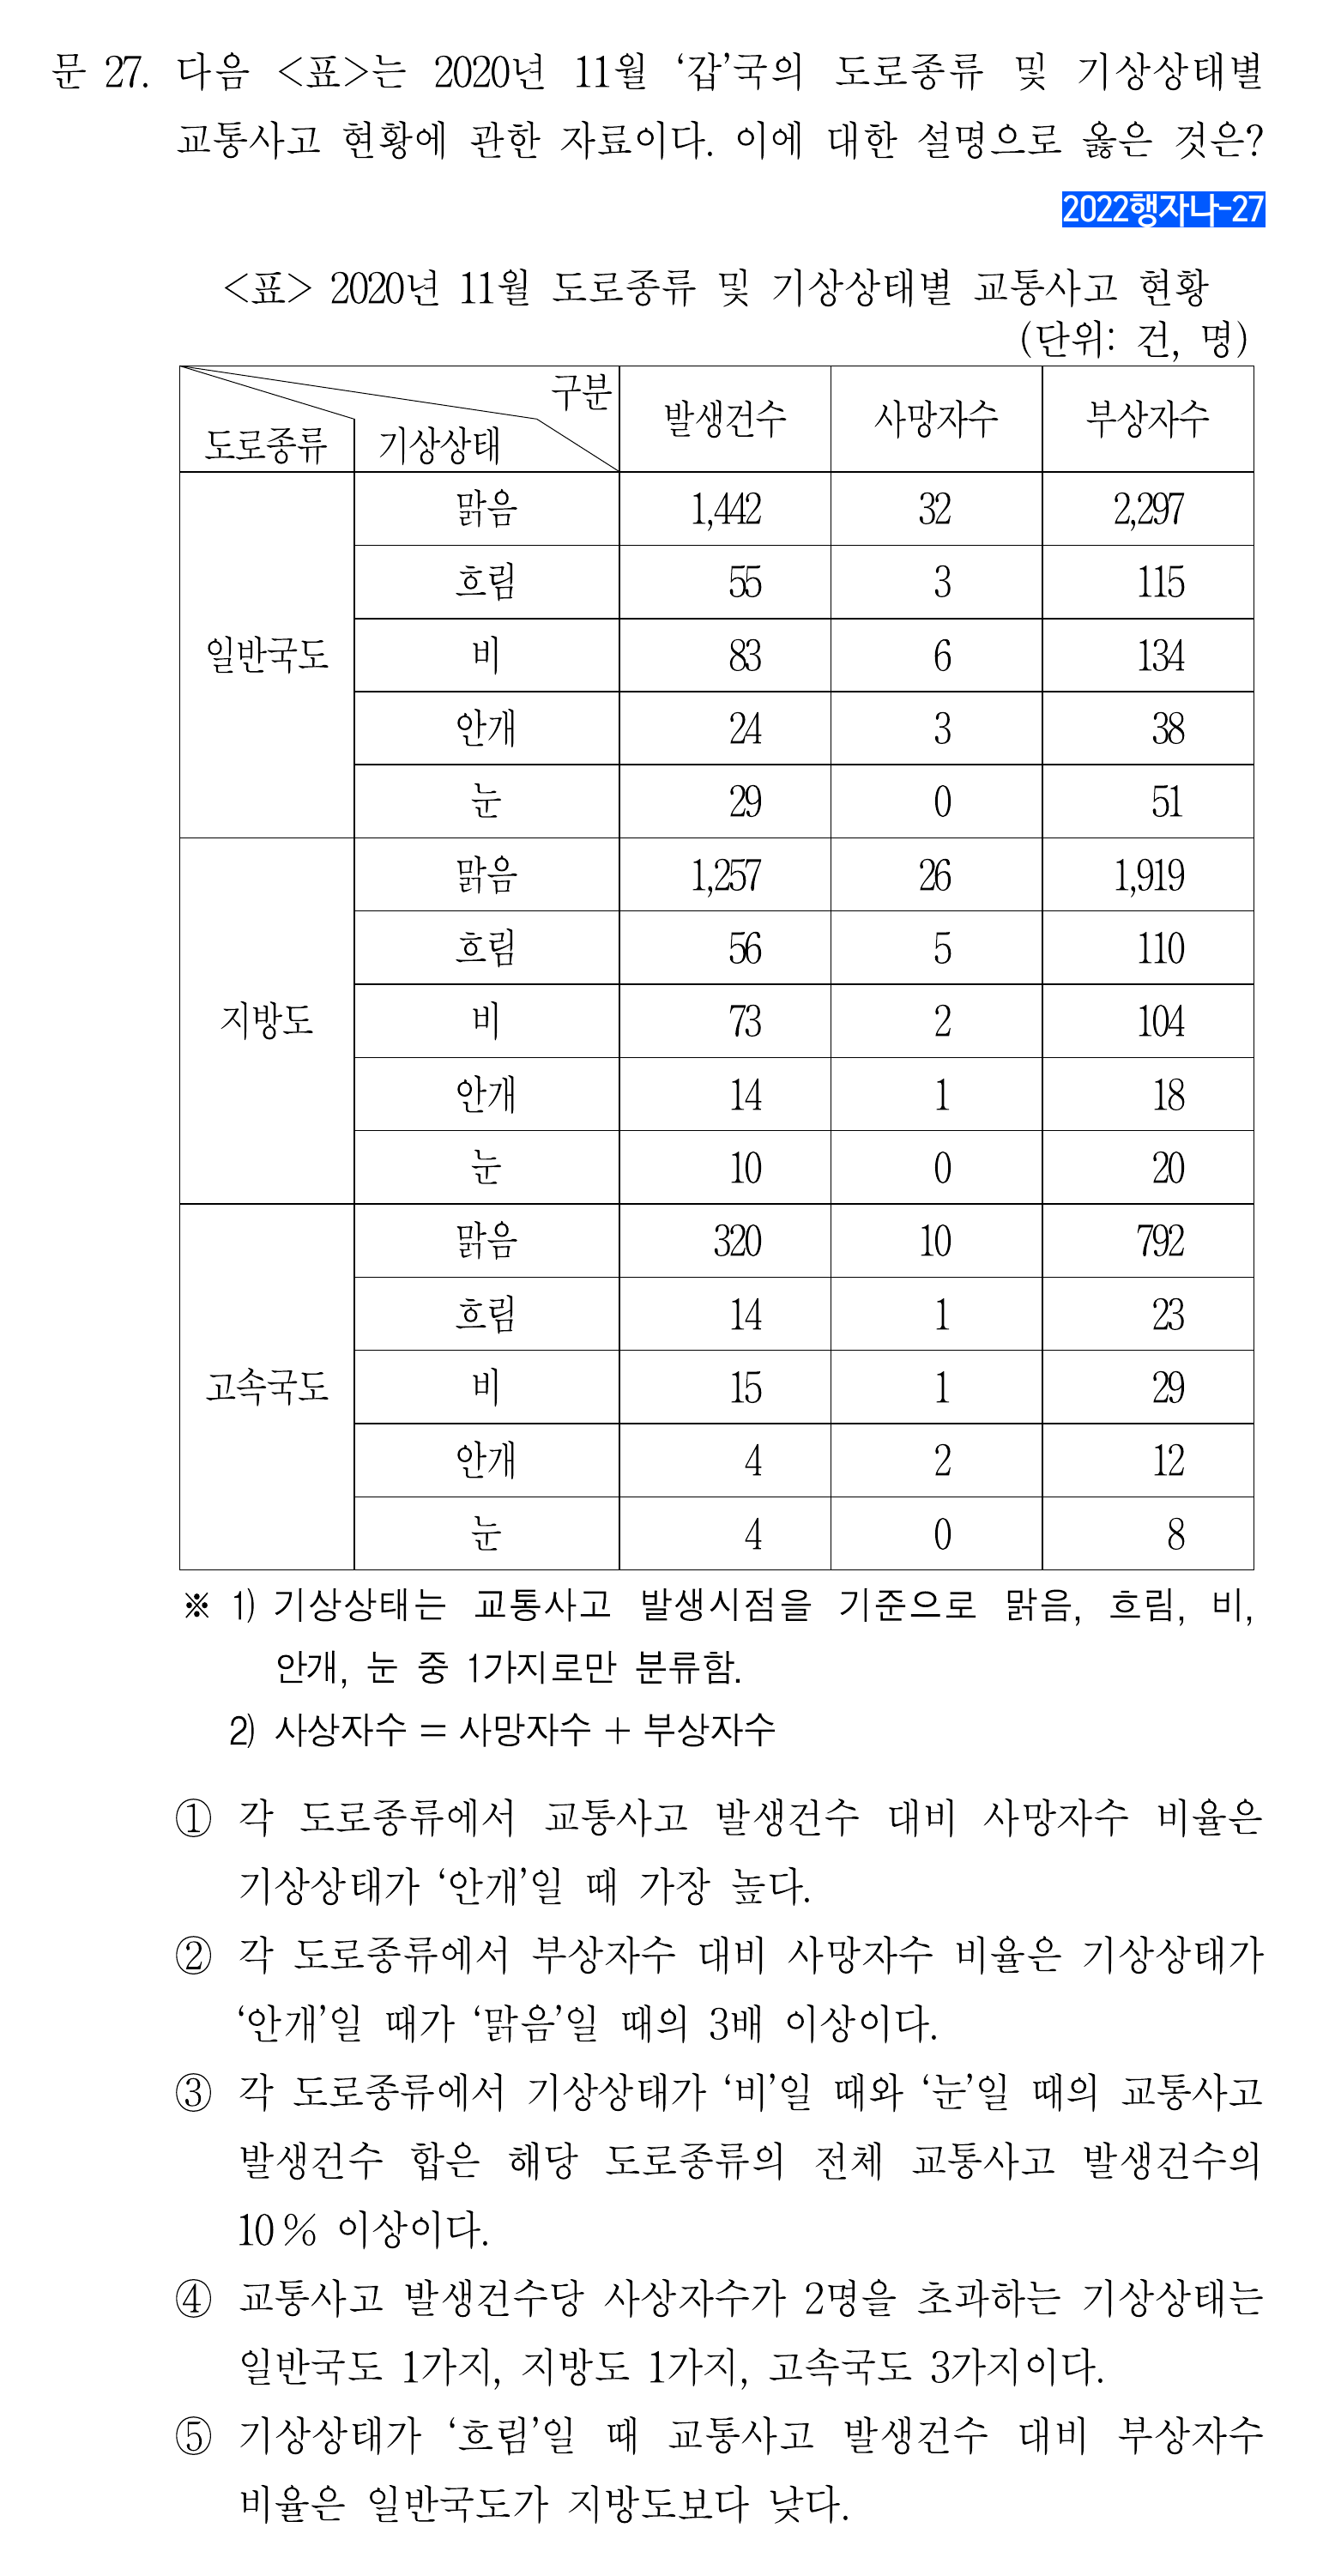 문 27. 다음 <표>는 2020년 11월 ‘갑’국의 도로종류 및 기상상태별
교통사고 현황에 관한 자료이다. 이에 대한 설명으로 옳은 것은?
2022행자나-27
<표> 2020년 11월 도로종류 및 기상상태별 교통사고 현황
(단위: 건, 명)
구분
도로종류 기상상태 발생건수 사망자수 부상자수
일반국도 맑음 1,442 32 2,297
흐림 55 3 115
비 83 6 134
안개 24 3 38
눈 29 0 51
지방도 맑음 1,257 26 1,919
흐림 56 5 110
비 73 2 104
안개 14 1 18
눈 10 0 20
고속국도 맑음 320 10 792
흐림 14 1 23
비 15 1 29
안개 4 2 12
눈 4 0 8
※ 1) 기상상태는 교통사고 발생시점을 기준으로 맑음, 흐림, 비,
안개, 눈 중 1가지로만 분류함.
2) 사상자수 = 사망자수 + 부상자수
① 각 도로종류에서 교통사고 발생건수 대비 사망자수 비율은
기상상태가 ‘안개’일 때 가장 높다.
② 각 도로종류에서 부상자수 대비 사망자수 비율은 기상상태가
‘안개’일 때가 ‘맑음’일 때의 3배 이상이다.
③ 각 도로종류에서 기상상태가 ‘비’일 때와 ‘눈’일 때의 교통사고
발생건수 합은 해당 도로종류의 전체 교통사고 발생건수의
10% 이상이다.
④ 교통사고 발생건수당 사상자수가 2명을 초과하는 기상상태는
일반국도 1가지, 지방도 1가지, 고속국도 3가지이다.
⑤ 기상상태가 ‘흐림’일 때 교통사고 발생건수 대비 부상자수
비율은 일반국도가 지방도보다 낮다.